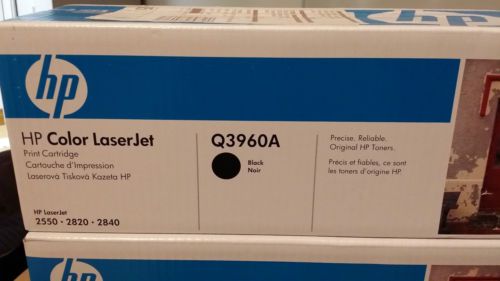 hp
HP Color LaserJet
Print Cartridge
Cartouche d'Impression
Laserová Tisková Kazeta HP
HP LaserJet
2550 • 2820 • 2840
Q3960A
Black
Noir
Precise. Reliable.
Original HP Toners.
Précis et fiables, ce sont
les toners d'origine HP.
hp